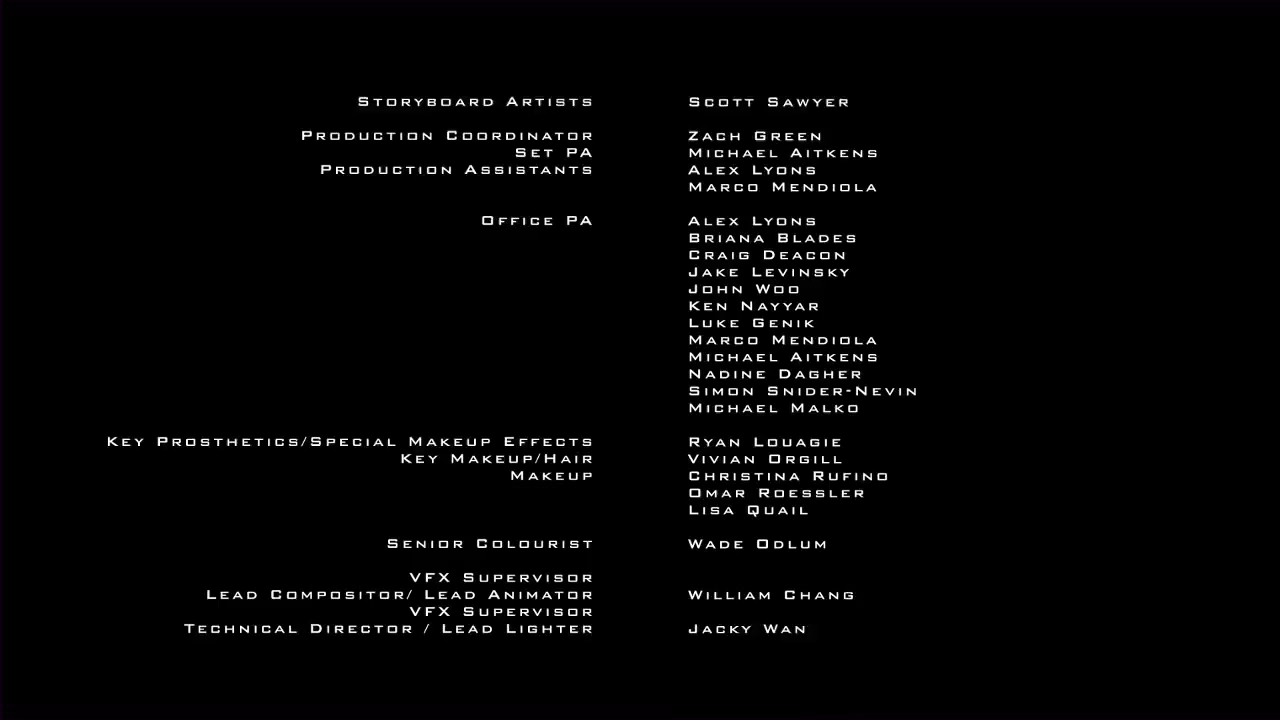 Storyboard Artists Scott Sawyer
Production Coordinator Zach Green
Set PA Michael Aitkens
Production Assistants Alex Lyons
Marco Mendiola
Office PA Alex Lyons
Briana Blades
Craig Deacon
Jake Levinsky
John Woo
Ken Nayyar
Luke Genik
Marco Mendiola
Michael Aitkens
Nadine Dagher
Simon Snider-Nevin
Michael Malko
Key Prosthetics/Special Makeup Effects Ryan Louagie
Key Makeup/Hair Vivian Orgill
Makeup Christina Rufino
Omar Roessler
Lisa Quail
Senior Colourist Wade Odlum
VFX Supervisor
Lead Compositor/ Lead Animator William Chang
VFX Supervisor
Technical Director / Lead Lighter Jacky Wan